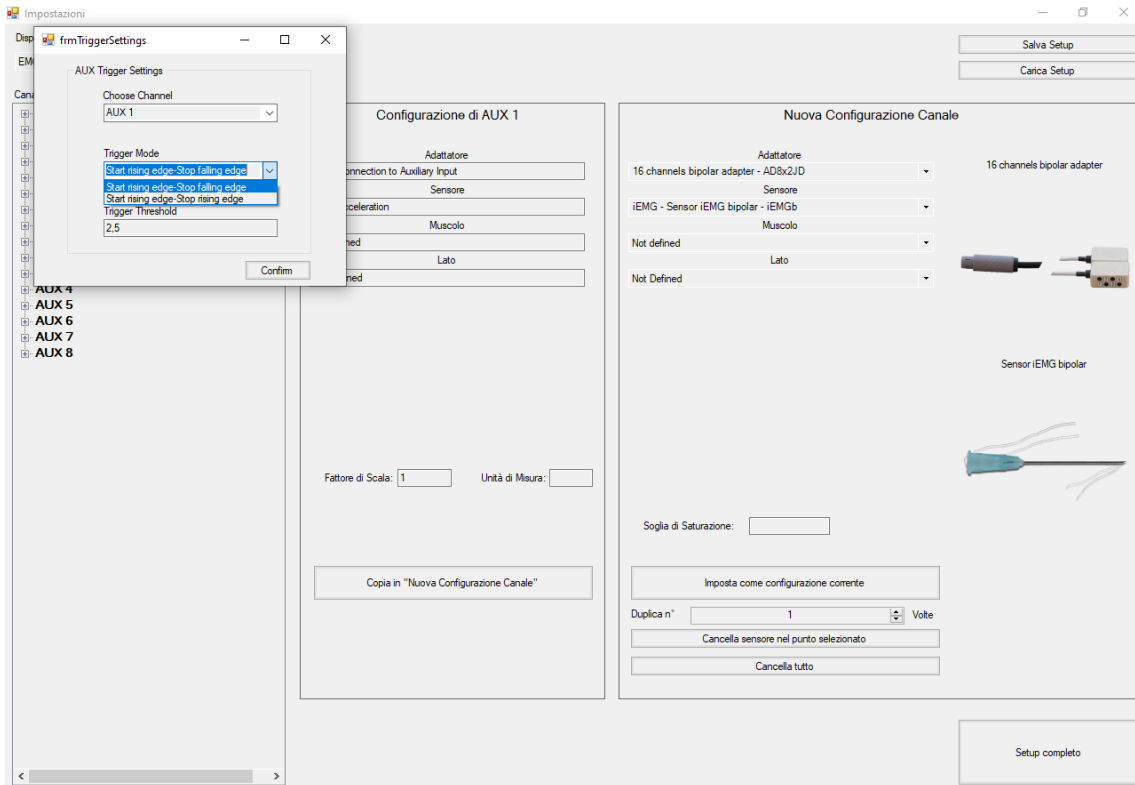 Impostazioni
frmTriggerSettings
AUX Trigger Settings
Choose Channel
AUX 1
Trigger Mode
Start rising edge-Stop falling edge
Start rising edge-Stop falling edge
Start rising edge-Stop rising edge
Trigger Threshold
2,5
Confirm
AUX 4
AUX 5
AUX 6
AUX 7
AUX 8
Configurazione di AUX 1
Adattatore
to Auxiliary Input
Sensore
Muscolo
Lato
Fattore di Scala: 1
Unità di Misura:
Copia in "Nuova Configurazione Canale"
Nuova Configurazione Canale
Adattatore
16 channels bipolar adapter - AD8x2JD
Sensore
iEMG - Sensor iEMG bipolar - iEMGb
Muscolo
Not defined
Lato
Not Defined
Soglia di Saturazione:
Imposta come configurazione corrente
Duplica n° 1 Volte
Cancella sensore nel punto selezionato
Cancella tutto
Salva Setup
Carica Setup
16 channels bipolar adapter
Sensor iEMG bipolar
Setup completo